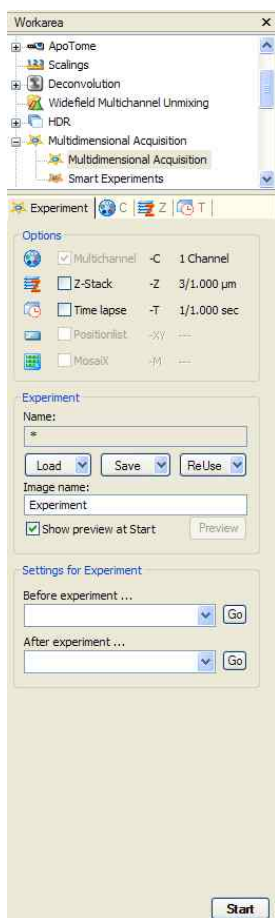 Workarea
ApoTome
123 Scalings
Deconvolution
Widefield Multichannel Unmixing
HDR
Multidimensional Acquisition
Multidimensional Acquisition
Smart Experiments
Experiment C Z T
Options
Multichannel -C 1 Channel
Z-Stack -Z 3/1.000 µm
Time lapse -T 1/1.000 sec
Positionlist -XY ---
MosaiX -M ---
Experiment
Name:
*
Load Save ReUse
Image name:
Experiment
Show preview at Start Preview
Settings for Experiment
Before experiment ...
Go
After experiment ...
Go
Start